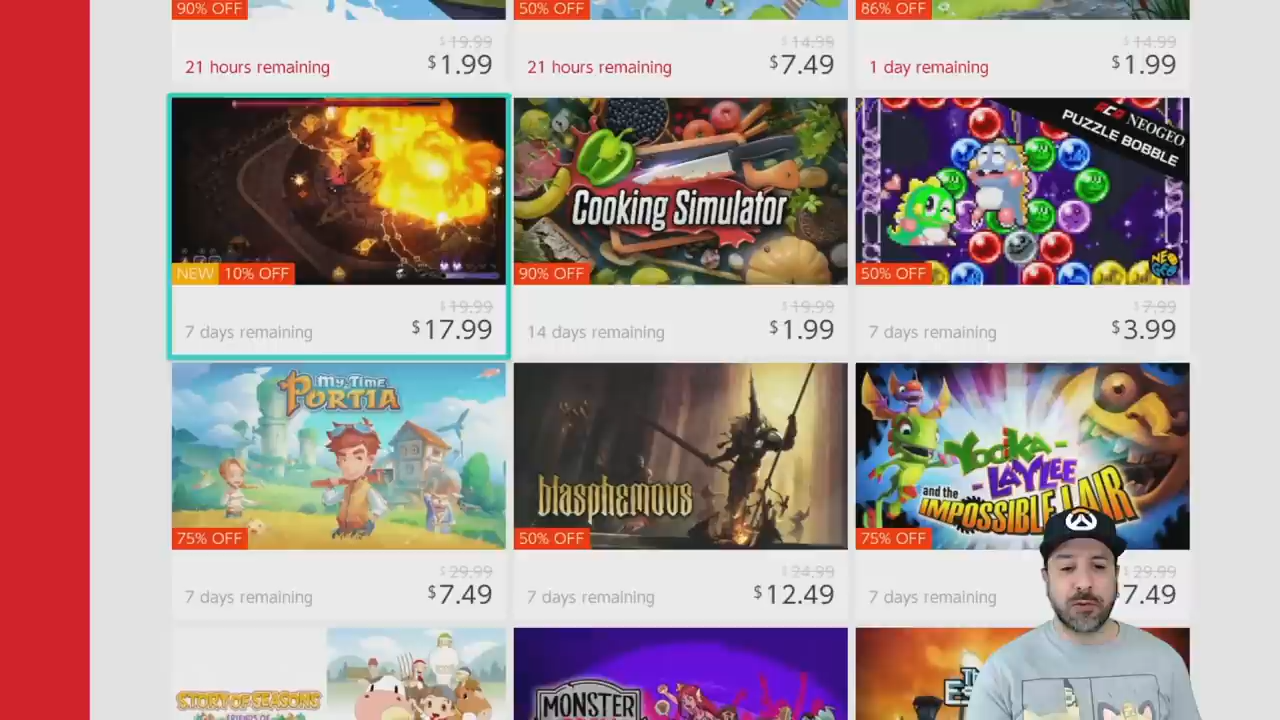 90% OFF
50% OFF
86% OFF
$19.99
$14.99
$14.99
21 hours remaining
$1.99
21 hours remaining
$7.49
1 day remaining
$1.99
NEOGEO
PUZZLE BOBBLE
Cooking Simulator
NEO GEO
NEW 10% OFF
90% OFF
50% OFF
$19.99
$19.99
$7.99
7 days remaining
$17.99
14 days remaining
$1.99
7 days remaining
$3.99
My Time
PORTIA
blasphemous
YOOKA-
LAYLEE
and the
IMPOSSIBLE LAIR
75% OFF
50% OFF
75% OFF
$29.99
$24.99
$29.99
7 days remaining
$7.49
7 days remaining
$12.49
7 days remaining
7.49
STORY OF SEASONS
FRIENDS OF
MONSTER